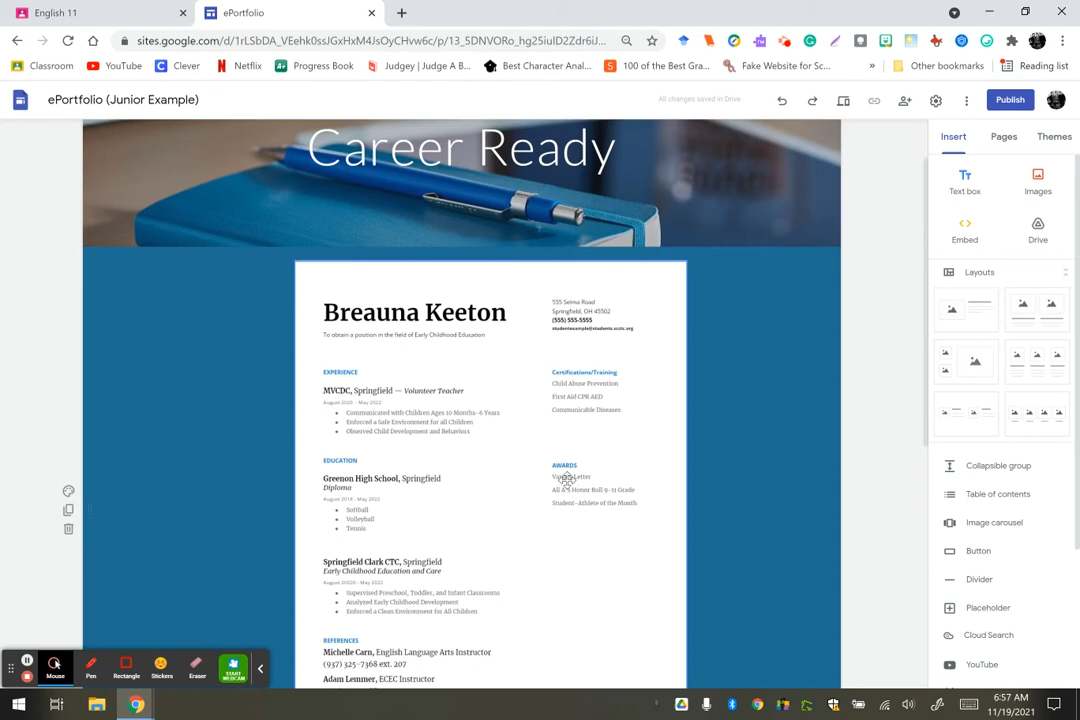 English 11
ePortfolio
sites.google.com/d/1rLSbDA_VEehk0ssJGxHxM4JsOyCHvw6c/p/13_5DNVORo_hg25iulD2Zdr6iJ...
Classroom YouTube Clever Netflix Progress Book Judgey | Judge A B... Best Character Anal... 100 of the Best Gra... Fake Website for Sc... » Other bookmarks Reading list
ePortfolio (Junior Example)
All changes saved in Drive
Publish
Career Ready
Insert Pages Themes
Text box Images
Embed Drive
Layouts
Collapsible group
Table of contents
Image carousel
Button
Divider
Placeholder
Cloud Search
YouTube
Breauna Keeton
To obtain a position in the field of Early Childhood Education
555 Selma Road
Springfield, OH 45502
(555) 555-5555
studentexample@students.sccts.org
EXPERIENCE
MVCDC, Springfield — Volunteer Teacher
August 2020 - May 2022
Communicated with Children Ages 10 Months-6 Years
Enforced a Safe Environment for all Children
Observed Child Development and Behaviors
Certifications/Training
Child Abuse Prevention
First Aid CPR AED
Communicable Diseases
EDUCATION
Greenon High School, Springfield
Diploma
August 2018 - May 2022
Softball
Volleyball
Tennis
AWARDS
Letter
All A's Honor Roll 9-11 Grade
Student-Athlete of the Month
Springfield Clark CTC, Springfield
Early Childhood Education and Care
August 20020 - May 2022
Supervised Preschool, Toddler, and Infant Classrooms
Analyzed Early Childhood Development
Enforced a Clean Environment for All Children
REFERENCES
Michelle Carn, English Language Arts Instructor
(937) 325-7368 ext. 207
Adam Lemmer, ECEC Instructor
Mouse Pen Rectangle Stickers Eraser START WEBCAM
6:57 AM
11/19/2021